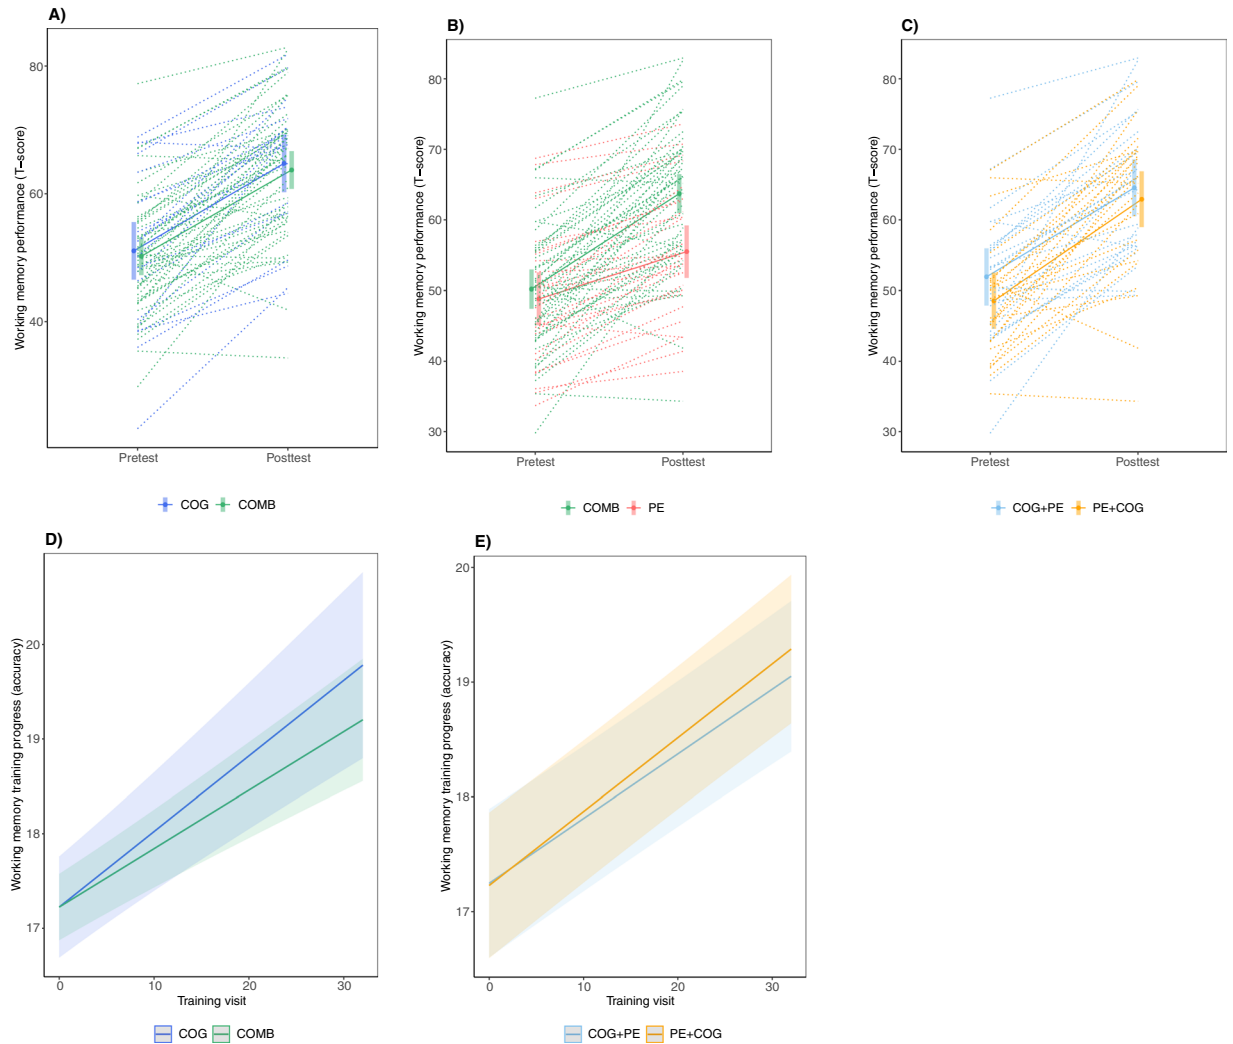 A)
Working memory performance (T−score)
80
60
40
Pretest Posttest
COG COMB
B)
Working memory performance (T−score)
80
70
60
50
40
30
Pretest Posttest
COMB PE
C)
Working memory performance (T−score)
80
70
60
50
40
30
Pretest Posttest
COG+PE PE+COG
D)
Working memory training progress (accuracy)
20
19
18
17
0 10 20 30
Training visit
COG COMB
E)
Working memory training progress (accuracy)
20
19
18
17
0 10 20 30
Training visit
COG+PE PE+COG